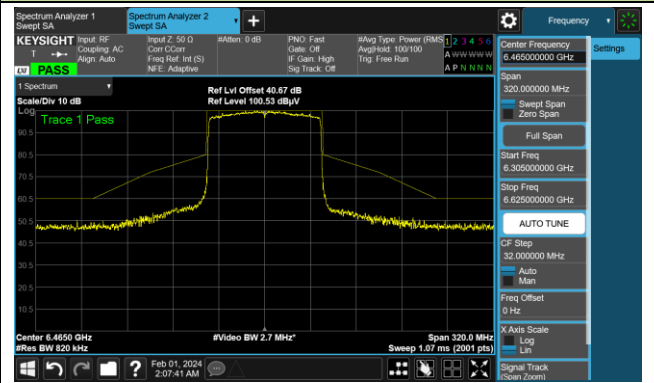 Spectrum Analyzer 1
Swept SA
Spectrum Analyzer 2
Swept SA
Frequency
KEYSIGHT
Input: RF
Coupling: AC
Align: Auto
Input Z: 50 Ω
Corr CCorr
Freq Ref: Int (S)
NFE: Adaptive
#Atten: 0 dB
PNO: Fast
Gate: Off
IF Gain: High
Sig Track: Off
#Avg Type: Power (RMS
Avg|Hold: 100/100
Trig: Free Run
1 2 3 4 5 6
A W W W W W
A P N N N N
T
LXI
PASS
1 Spectrum
Scale/Div 10 dB
Ref Lvl Offset 40.67 dB
Ref Level 100.53 dBµV
Log
Trace 1 Pass
90.5
80.5
70.5
60.5
50.5
40.5
30.5
20.5
10.5
Center 6.4650 GHz
#Res BW 820 kHz
#Video BW 2.7 MHz*
Span 320.0 MHz
Sweep 1.07 ms (2001 pts)
Feb 01, 2024
2:07:41 AM
?
Center Frequency
6.465000000 GHz
Settings
Span
320.000000 MHz
Swept Span
Zero Span
Full Span
Start Freq
6.305000000 GHz
Stop Freq
6.625000000 GHz
AUTO TUNE
CF Step
32.000000 MHz
Auto
Man
Freq Offset
0 Hz
X Axis Scale
Log
Lin
Signal Track
(Span Zoom)